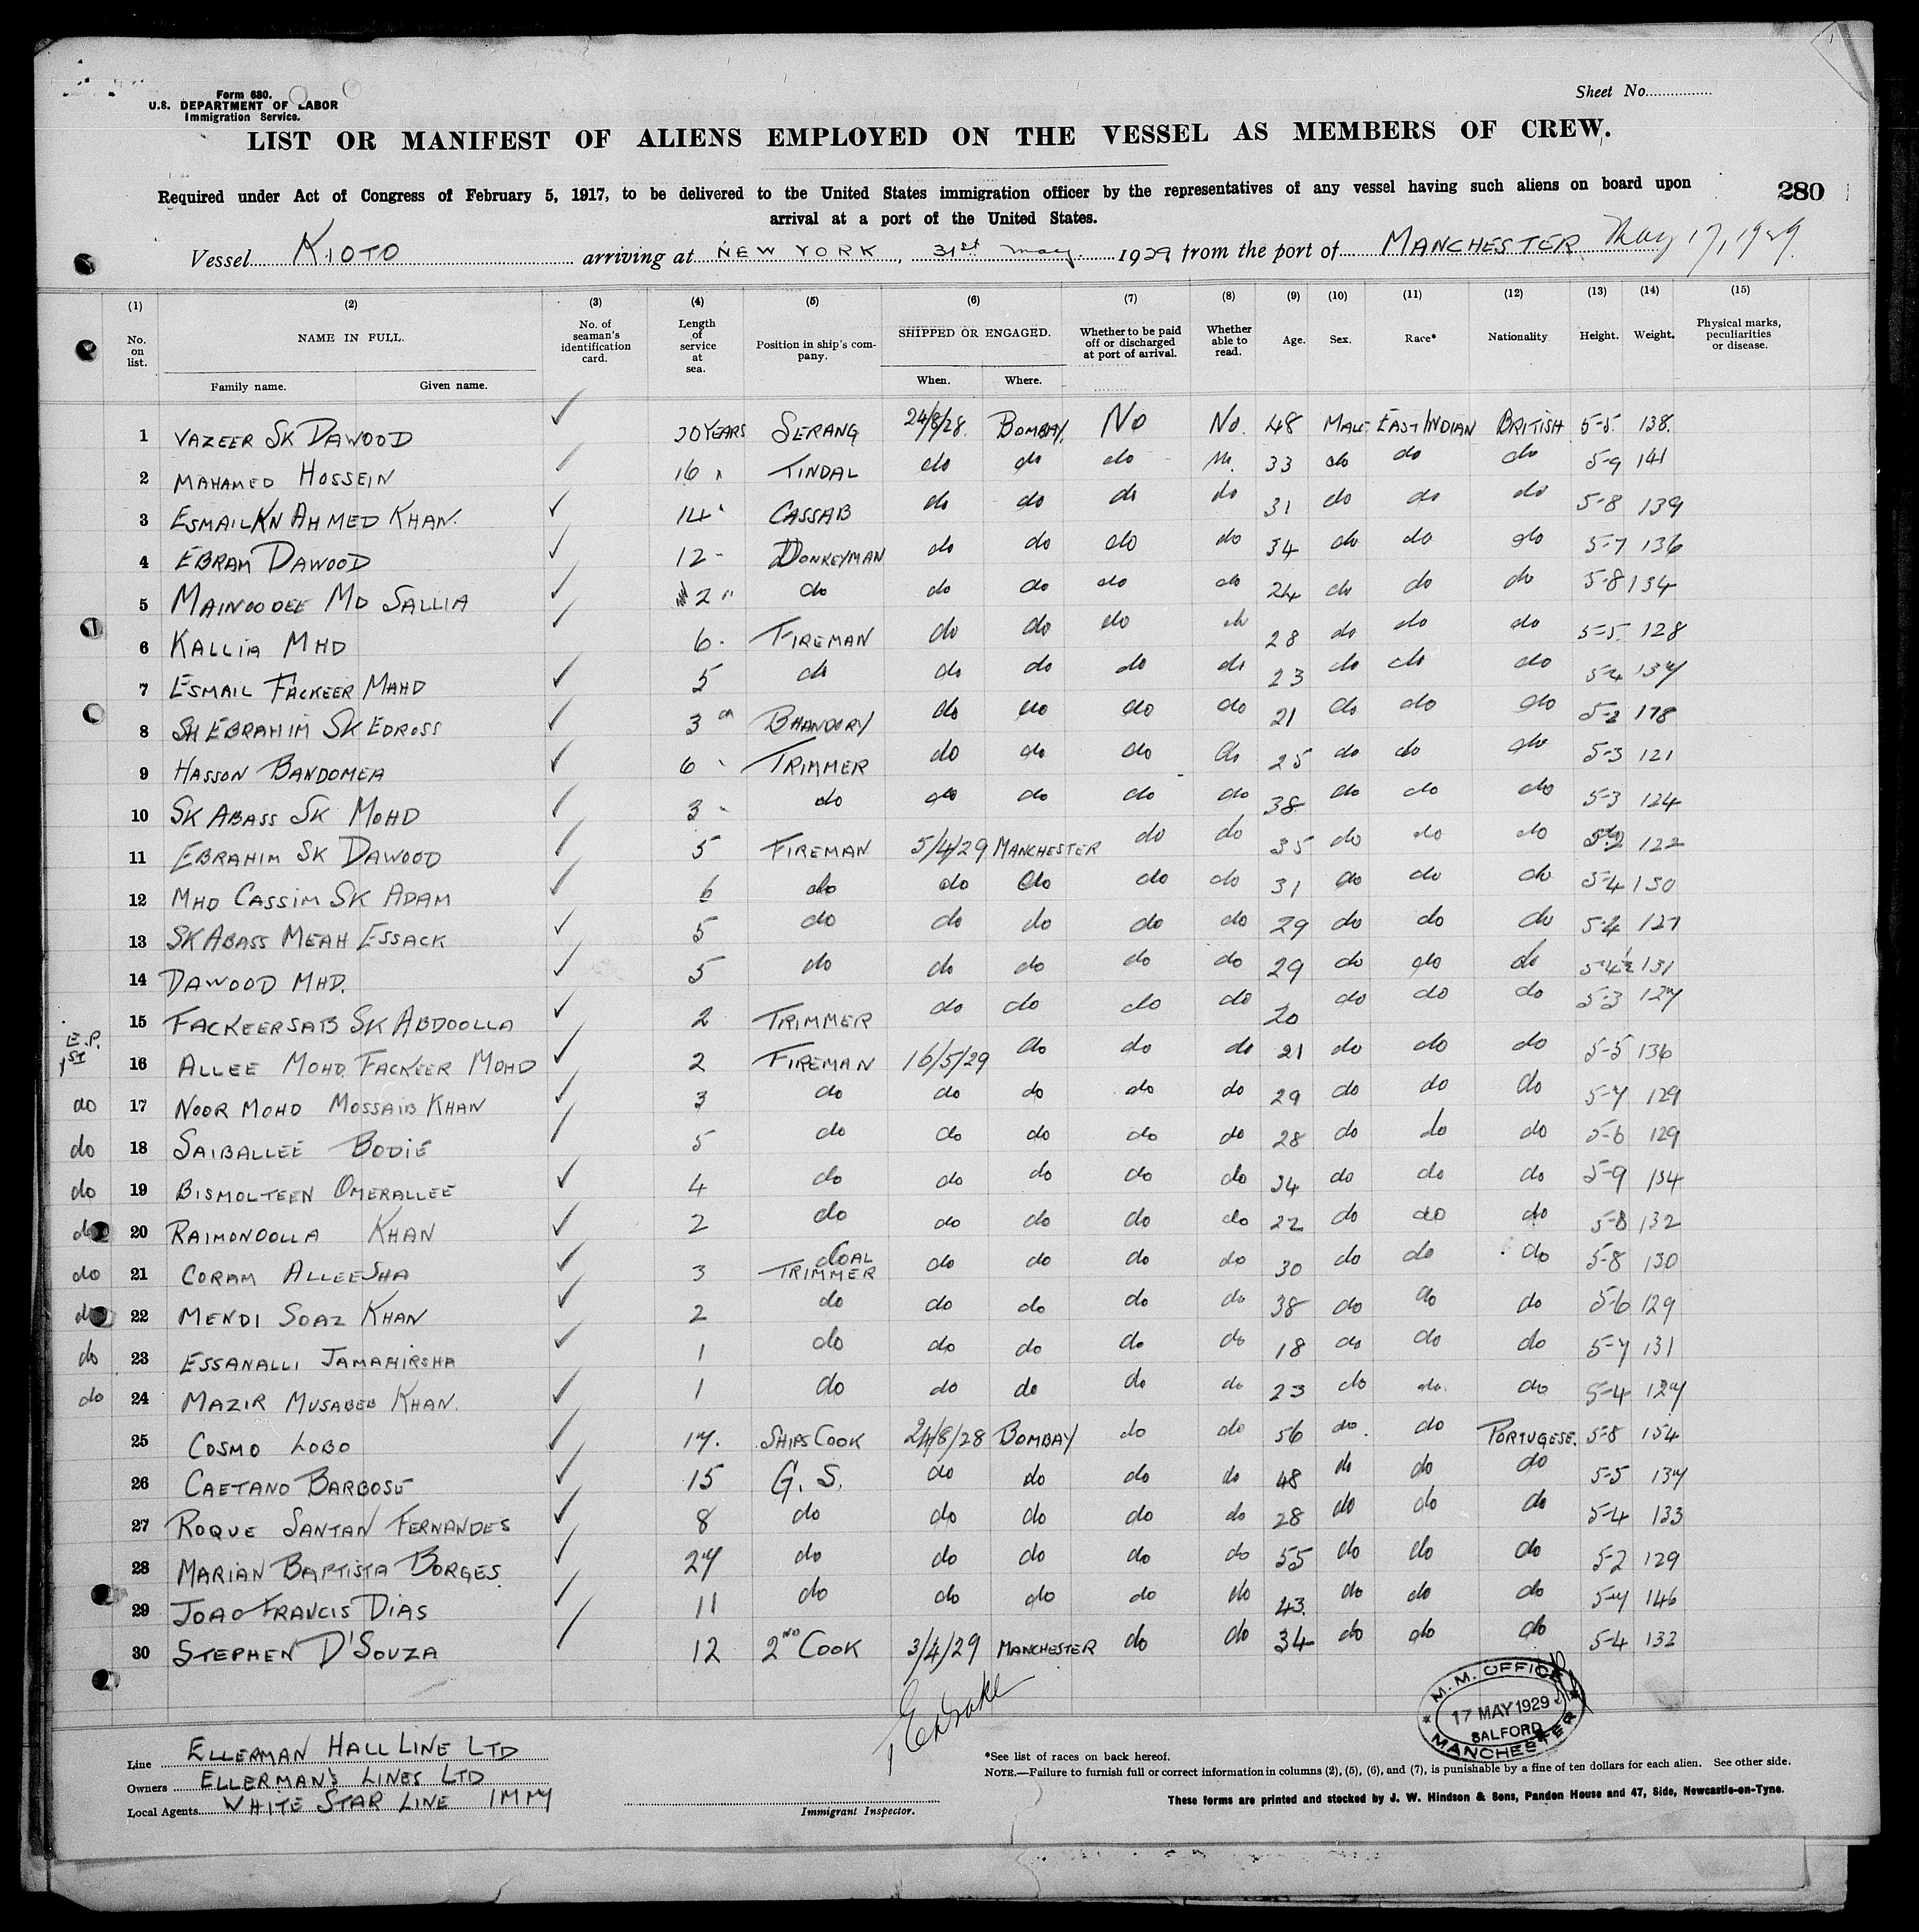 Form 680.
U.S. DEPARTMENT OF LABOR
Immigration Service.
Sheet No.
LIST OR MANIFEST OF ALIENS EMPLOYED ON THE VESSEL AS MEMBERS OF CREW.
Required under Act of Congress of February 5, 1917, to be delivered to the United States immigration officer by the representatives of any vessel having such aliens on board upon
arrival at a port of the United States.
280
Vessel KIOTO arriving at NEW YORK, 31st May 1929, from the port of MANCHESTER May 17, 1929.
(1) (2) (3) (4) (5) (6) (7) (8) (9) (10) (11) (12) (13) (14) (15)
No. on list. NAME IN FULL. Family name. Given name. No. of seaman's identification card. Length of service at sea. Position in ship's company. SHIPPED OR ENGAGED. When. Where. Whether to be paid off or discharged at port of arrival. Whether able to read. Age. Sex. Race* Nationality Height. Weight. Physical marks, peculiarities or disease.
1 VAZEER SK DAWOOD ✓ 20 YEARS SERANG 24/8/28. BOMBAY. No No. 48 MALE EAST INDIAN BRITISH 5-5. 138.
2 MAHAMED HOSSEIN ✓ 16 " TINDAL do do do 33 do do do 5-9 141
3 ESMAIL KN AHMED KHAN. ✓ 14 " CASSAB do do do do 31 do do do 5-8 139
4 EBRAM DAWOOD ✓ 12 - DONKEYMAN do do do do 34 do do do 5-7 136
5 MAINOODEE MD SALLIA ✓ 2 " do do do do do 24 do do do 5-8 134
6 KALLIA MHD ✓ 6 - FIREMAN do do do do 28 do do do 5-5. 128
7 ESMAIL FACKEER MAHD ✓ 5 do do do do do 23 do do do 5-4 137
8 SH EBRAHIM SK EDROSS ✓ 3 BHANDORY do do do do 21 do do do 5-2 178
9 HASSON BANDOMEA ✓ 6 TRIMMER do do do do 25 do do do 5-3 121
10 SK ABASS SK MOHD ✓ 3 - do do do do do 38 do do do 5-3 124
11 EBRAHIM SK DAWOOD ✓ 5 FIREMAN 5/4/29 MANCHESTER do do 35 do do do 5-2 122
12 MHD CASSIM SK ADAM ✓ 6 do do do do do 31 do do do 5-4 150
13 SK ABASS MEAH ESSACK ✓ 5 do do do do do 29 do do do 5-4 127
14 DAWOOD MHD. ✓ 5 do do do do do 29 do do do 5-4½ 131
15 FACKEERSAB SK ABDOOLLA ✓ 2 TRIMMER do do do do 20 do do do 5-3 127
E.P. 1ST 16 ALLEE MOHD. FACKEER MOHD ✓ 2 FIREMAN 16/5/29 do do do 21 do do do 5-5 136
do 17 NOOR MOHD MOSSAIB KHAN ✓ 3 do do do do do 29 do do do 5-7 129
do 18 SAIBALLEE BODIE ✓ 5 do do do do do 28 do do do 5-6 129
do 19 BISMOLTEEN OMERALLEE ✓ 4 do do do do do 34 do do do 5-9 134
do 20 RAIMONDOLLA KHAN ✓ 2 do do do do do 22 do do do 5-8 132
do 21 CORAM ALLEESHA ✓ 3 COAL TRIMMER do do do do 30 do do do 5-8 130
do 22 MENDI SOAZ KHAN ✓ 2 do do do do do 38 do do do 5-6 129
do 23 ESSANALLI JAMAHIRSHA ✓ 1 do do do do do 18 do do do 5-7 131
do 24 MAZIR MUSABEB KHAN. ✓ 1 do do do do do 23 do do do 5-4 127
25 COSMO LOBO ✓ 17. SHIPS COOK 24/8/28 BOMBAY do do 56 do do PORTUGESE. 5-8 154
26 CAETANO BARBOSE ✓ 15 G. S. do do do do 48 do do do 5-5 137
27 ROQUE SANTAN FERNANDES ✓ 8 do do do do do 28 do do do 5-4 133
28 MARIAN BAPTISTA BORGES ✓ 27 do do do do do 55 do do do 5-2 129
29 JOAO FRANCIS DIAS ✓ 11 do do do do do 43. do do do 5-7 146
30 STEPHEN D'SOUZA ✓ 12 2ND COOK 3/4/29 MANCHESTER do do 34 do do do 5-4 132
M.M. OFFICE
17 MAY 1929
SALFORD
MANCHESTER
Line ELLERMAN HALL LINE LTD
Owners ELLERMAN'S LINES LTD
Local Agents WHITE STAR LINE
Immigrant Inspector.
*See list of races on back hereof.
NOTE.—Failure to furnish full or correct information in columns (2), (5), (6), and (7), is punishable by a fine of ten dollars for each alien. See other side.
These forms are printed and stocked by J. W. Hindson & Sons, Pandon House and 47, Side, Newcastle-on-Tyne.